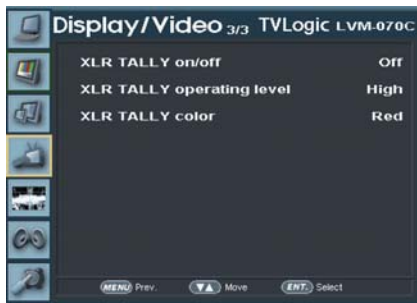 Display/Video 3/3 TVLogic LVM-070C
XLR TALLY on/off Off
XLR TALLY operating level High
XLR TALLY color Red
MENU Prev. ▼▲ Move ENT. Select